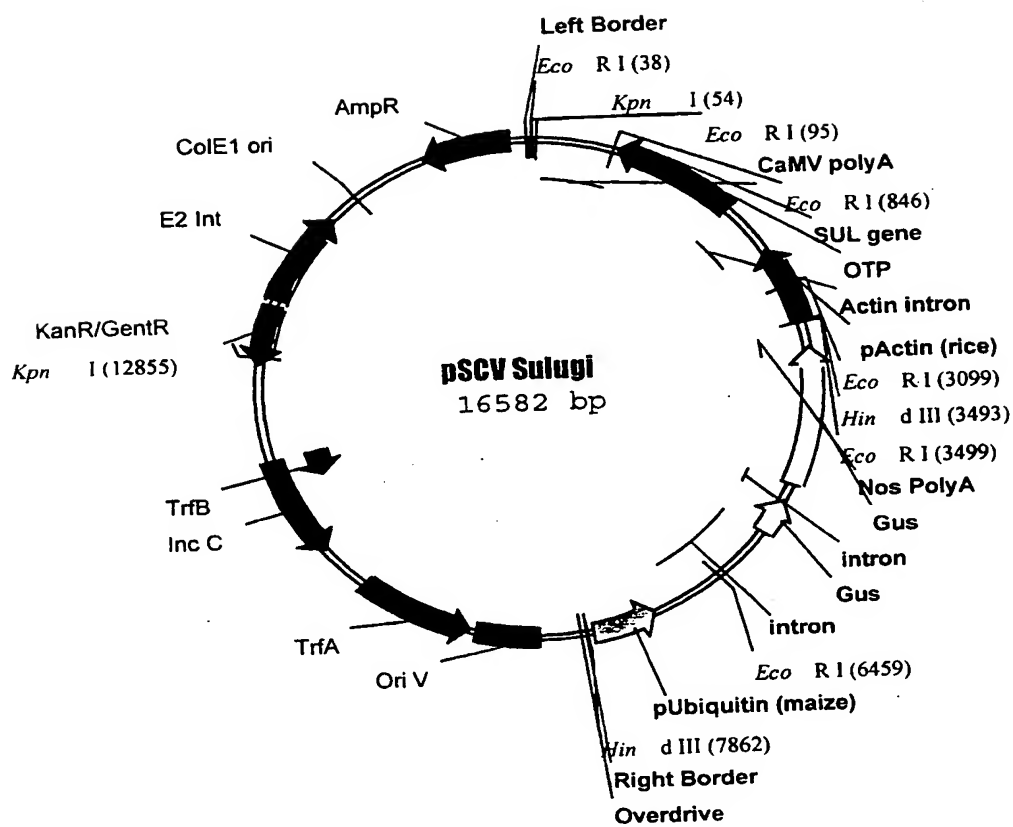 Left Border
Eco R I (38)
Kpn I (54)
AmpR
Eco R I (95)
ColE1 ori
CaMV polyA
Eco R I (846)
E2 Int
SUL gene
OTP
Actin intron
KanR/GentR
pActin (rice)
Kpn I (12855)
pSCV Sulugi
Eco R I (3099)
16582 bp
Hin d III (3493)
Eco R I (3499)
Nos PolyA
TrfB
Gus
Inc C
intron
Gus
intron
TrfA
Eco R I (6459)
Ori V
pUbiquitin (maize)
Hin d III (7862)
Right Border
Overdrive